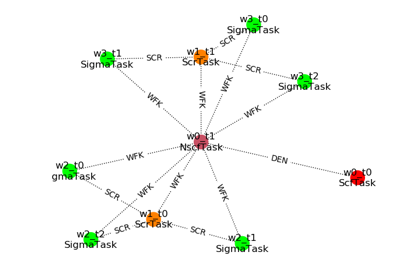 w3_t0
SigmaTask
w3_t1
SigmaTask
SCR
w1_t1
ScrTask
SCR
SCR
w3_t2
SigmaTask
WFK
WFK
WFK
WFK
w0_t1
NscrTask
WFK
DEN
w0_t0
ScrTask
w2_t0
gmaTask
WFK
WFK
SCR
w1_t0
ScrTask
WFK
SCR
SCR
w2_t2
SigmaTask
w2_t1
SigmaTask